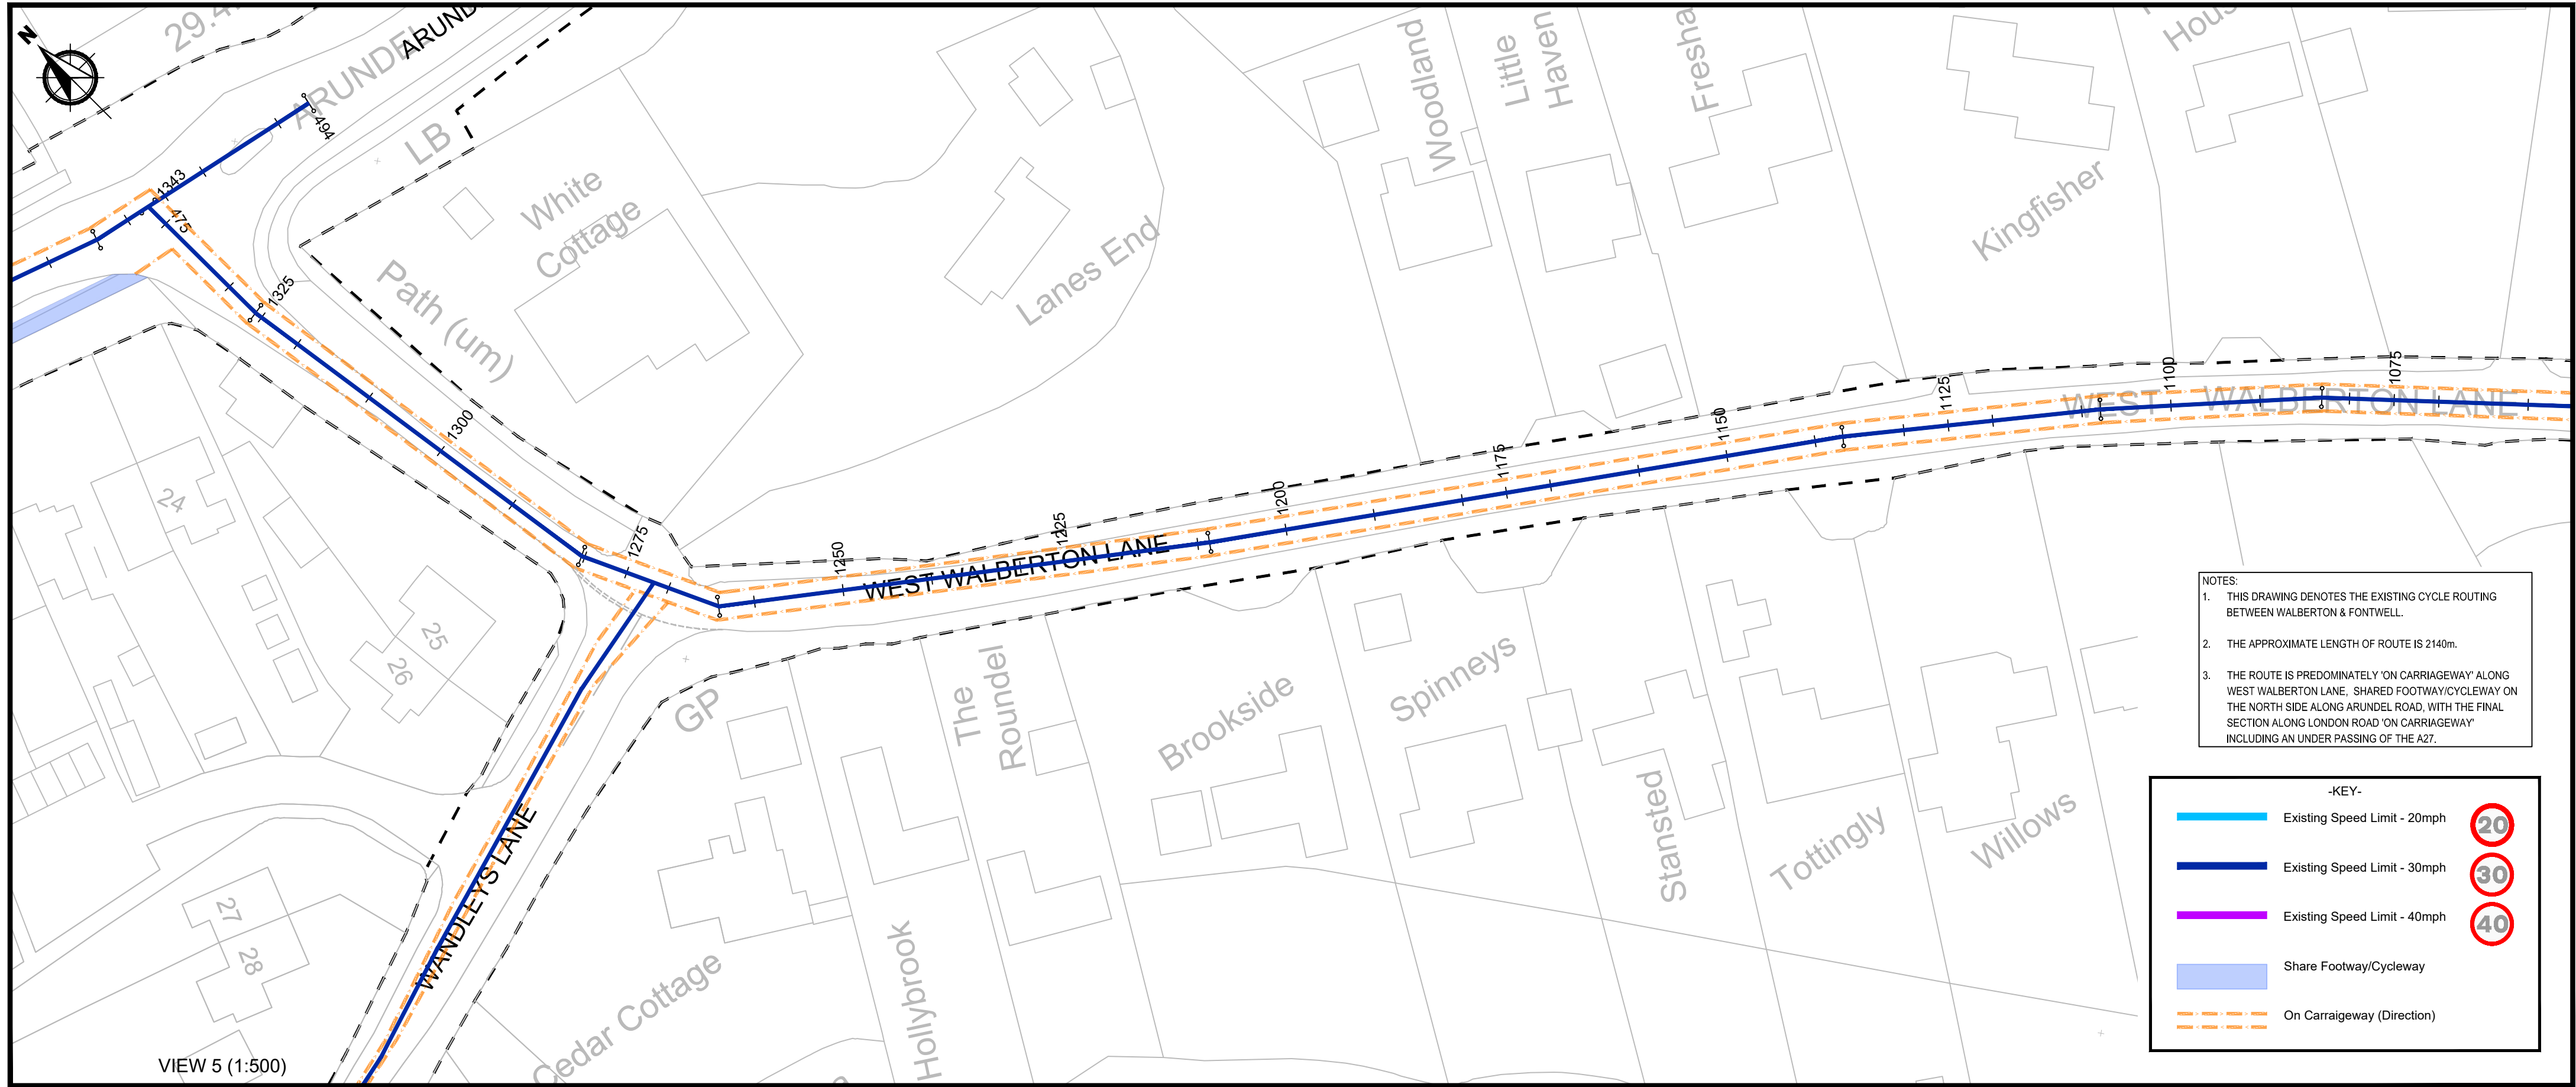 N
ARUNDEL
494
1343
475
1325
LB
White
Cottage
Path (um)
Lanes End
Woodland
Little
Haven
Kingfisher
1300
1275
1250
1225
1200
1175
1150
1125
1100
1075
WEST WALBERTON LANE
WEST WALBERTON LANE
24
25
26
27
28
GP
The
Roundel
Brookside
Spinneys
Stansted
Tottingly
Willows
WANDLEYS LANE
Cedar Cottage
Hollybrook
VIEW 5 (1:500)
NOTES:
1. THIS DRAWING DENOTES THE EXISTING CYCLE ROUTING
BETWEEN WALBERTON & FONTWELL.
2. THE APPROXIMATE LENGTH OF ROUTE IS 2140m.
3. THE ROUTE IS PREDOMINATELY 'ON CARRIAGEWAY' ALONG
WEST WALBERTON LANE, SHARED FOOTWAY/CYCLEWAY ON
THE NORTH SIDE ALONG ARUNDEL ROAD, WITH THE FINAL
SECTION ALONG LONDON ROAD 'ON CARRIAGEWAY'
INCLUDING AN UNDER PASSING OF THE A27.
-KEY-
Existing Speed Limit - 20mph
20
Existing Speed Limit - 30mph
30
Existing Speed Limit - 40mph
40
Share Footway/Cycleway
On Carraigeway (Direction)